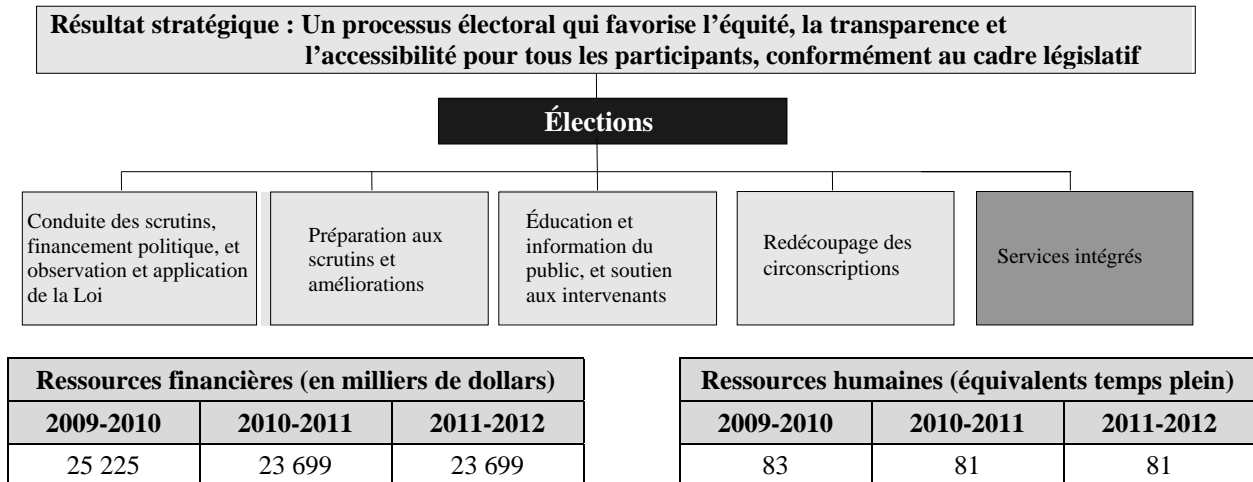 Résultat stratégique : Un processus électoral qui favorise l’équité, la transparence et
l’accessibilité pour tous les participants, conformément au cadre législatif
Élections
Conduite des scrutins,
financement politique, et
observation et application
de la Loi
Préparation aux
scrutins et
améliorations
Éducation et
information du
public, et soutien
aux intervenants
Redécoupage des
circonscriptions
Services intégrés
Ressources financières (en milliers de dollars)
2009-2010 2010-2011 2011-2012
25 225 23 699 23 699
Ressources humaines (équivalents temps plein)
2009-2010 2010-2011 2011-2012
83 81 81